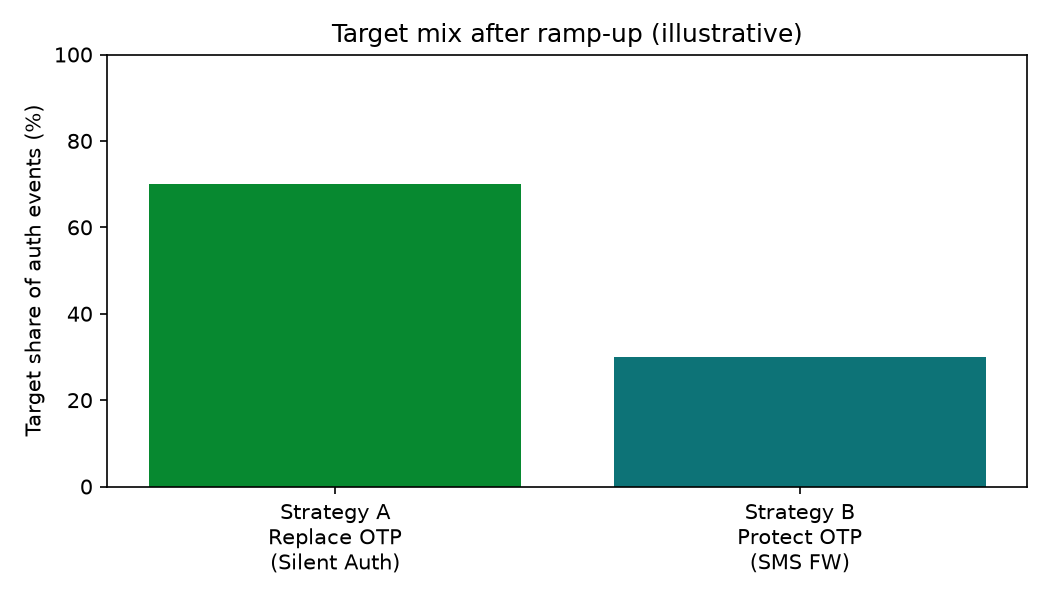 Target mix after ramp-up (illustrative)
Target share of auth events (%)
100
80
60
40
20
0
Strategy A
Replace OTP
(Silent Auth)
Strategy B
Protect OTP
(SMS FW)